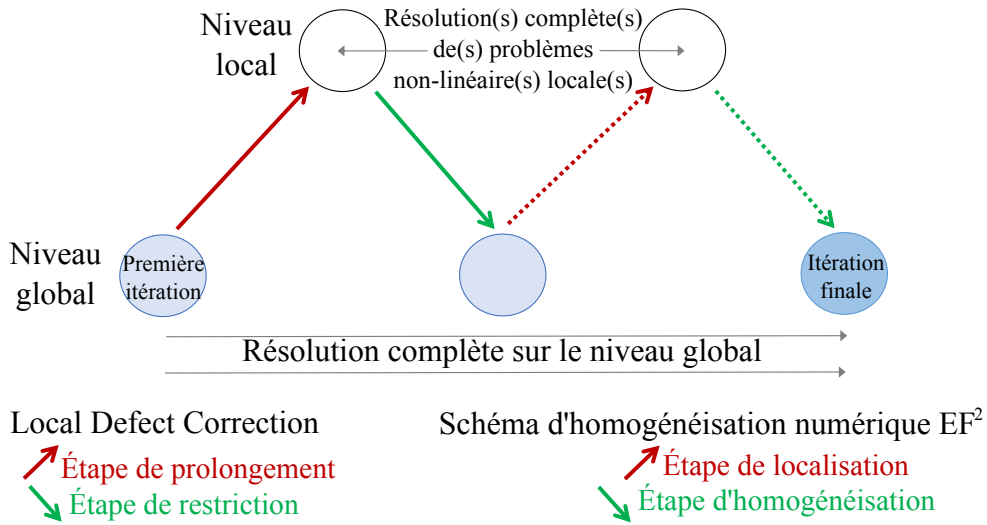 Niveau
local
Résolution(s) complète(s)
de(s) problèmes
non-linéaire(s) locale(s)
Niveau
global
Première
itération
Itération
finale
Résolution complète sur le niveau global
Local Defect Correction
Étape de prolongement
Étape de restriction
Schéma d'homogénéisation numérique EF²
Étape de localisation
Étape d'homogénéisation